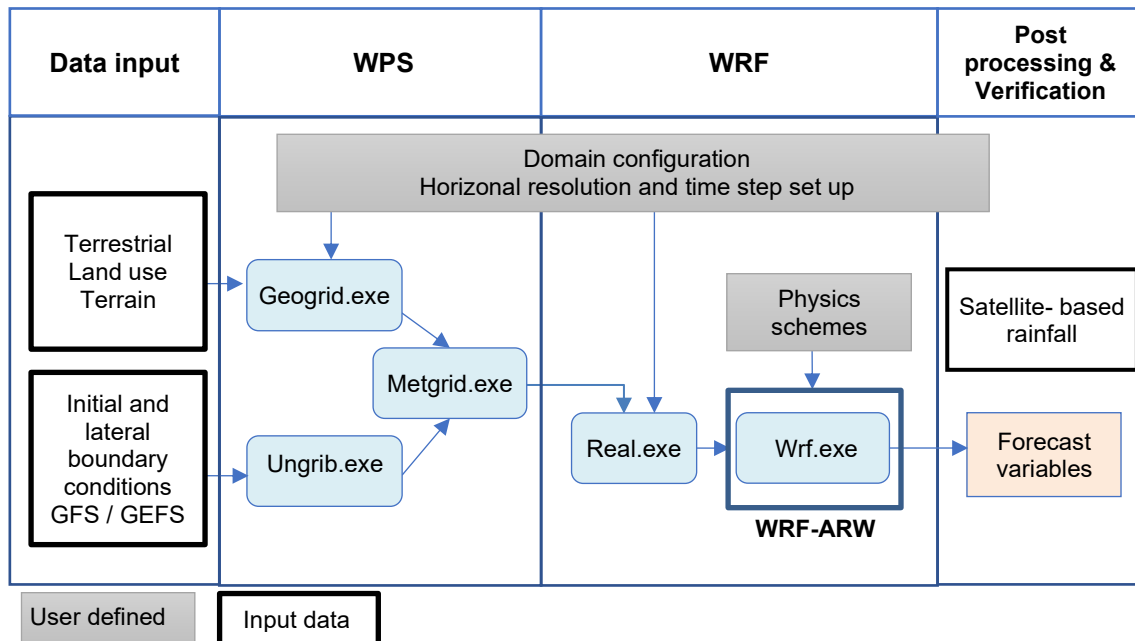 Data input
WPS
WRF
Post
processing &
Verification
Domain configuration
Horizonal resolution and time step set up
Terrestrial
Land use
Terrain
Geogrid.exe
Physics
schemes
Satellite- based
rainfall
Metgrid.exe
Initial and
lateral
boundary
conditions
GFS / GEFS
Ungrib.exe
Real.exe
Wrf.exe
Forecast
variables
WRF-ARW
User defined
Input data